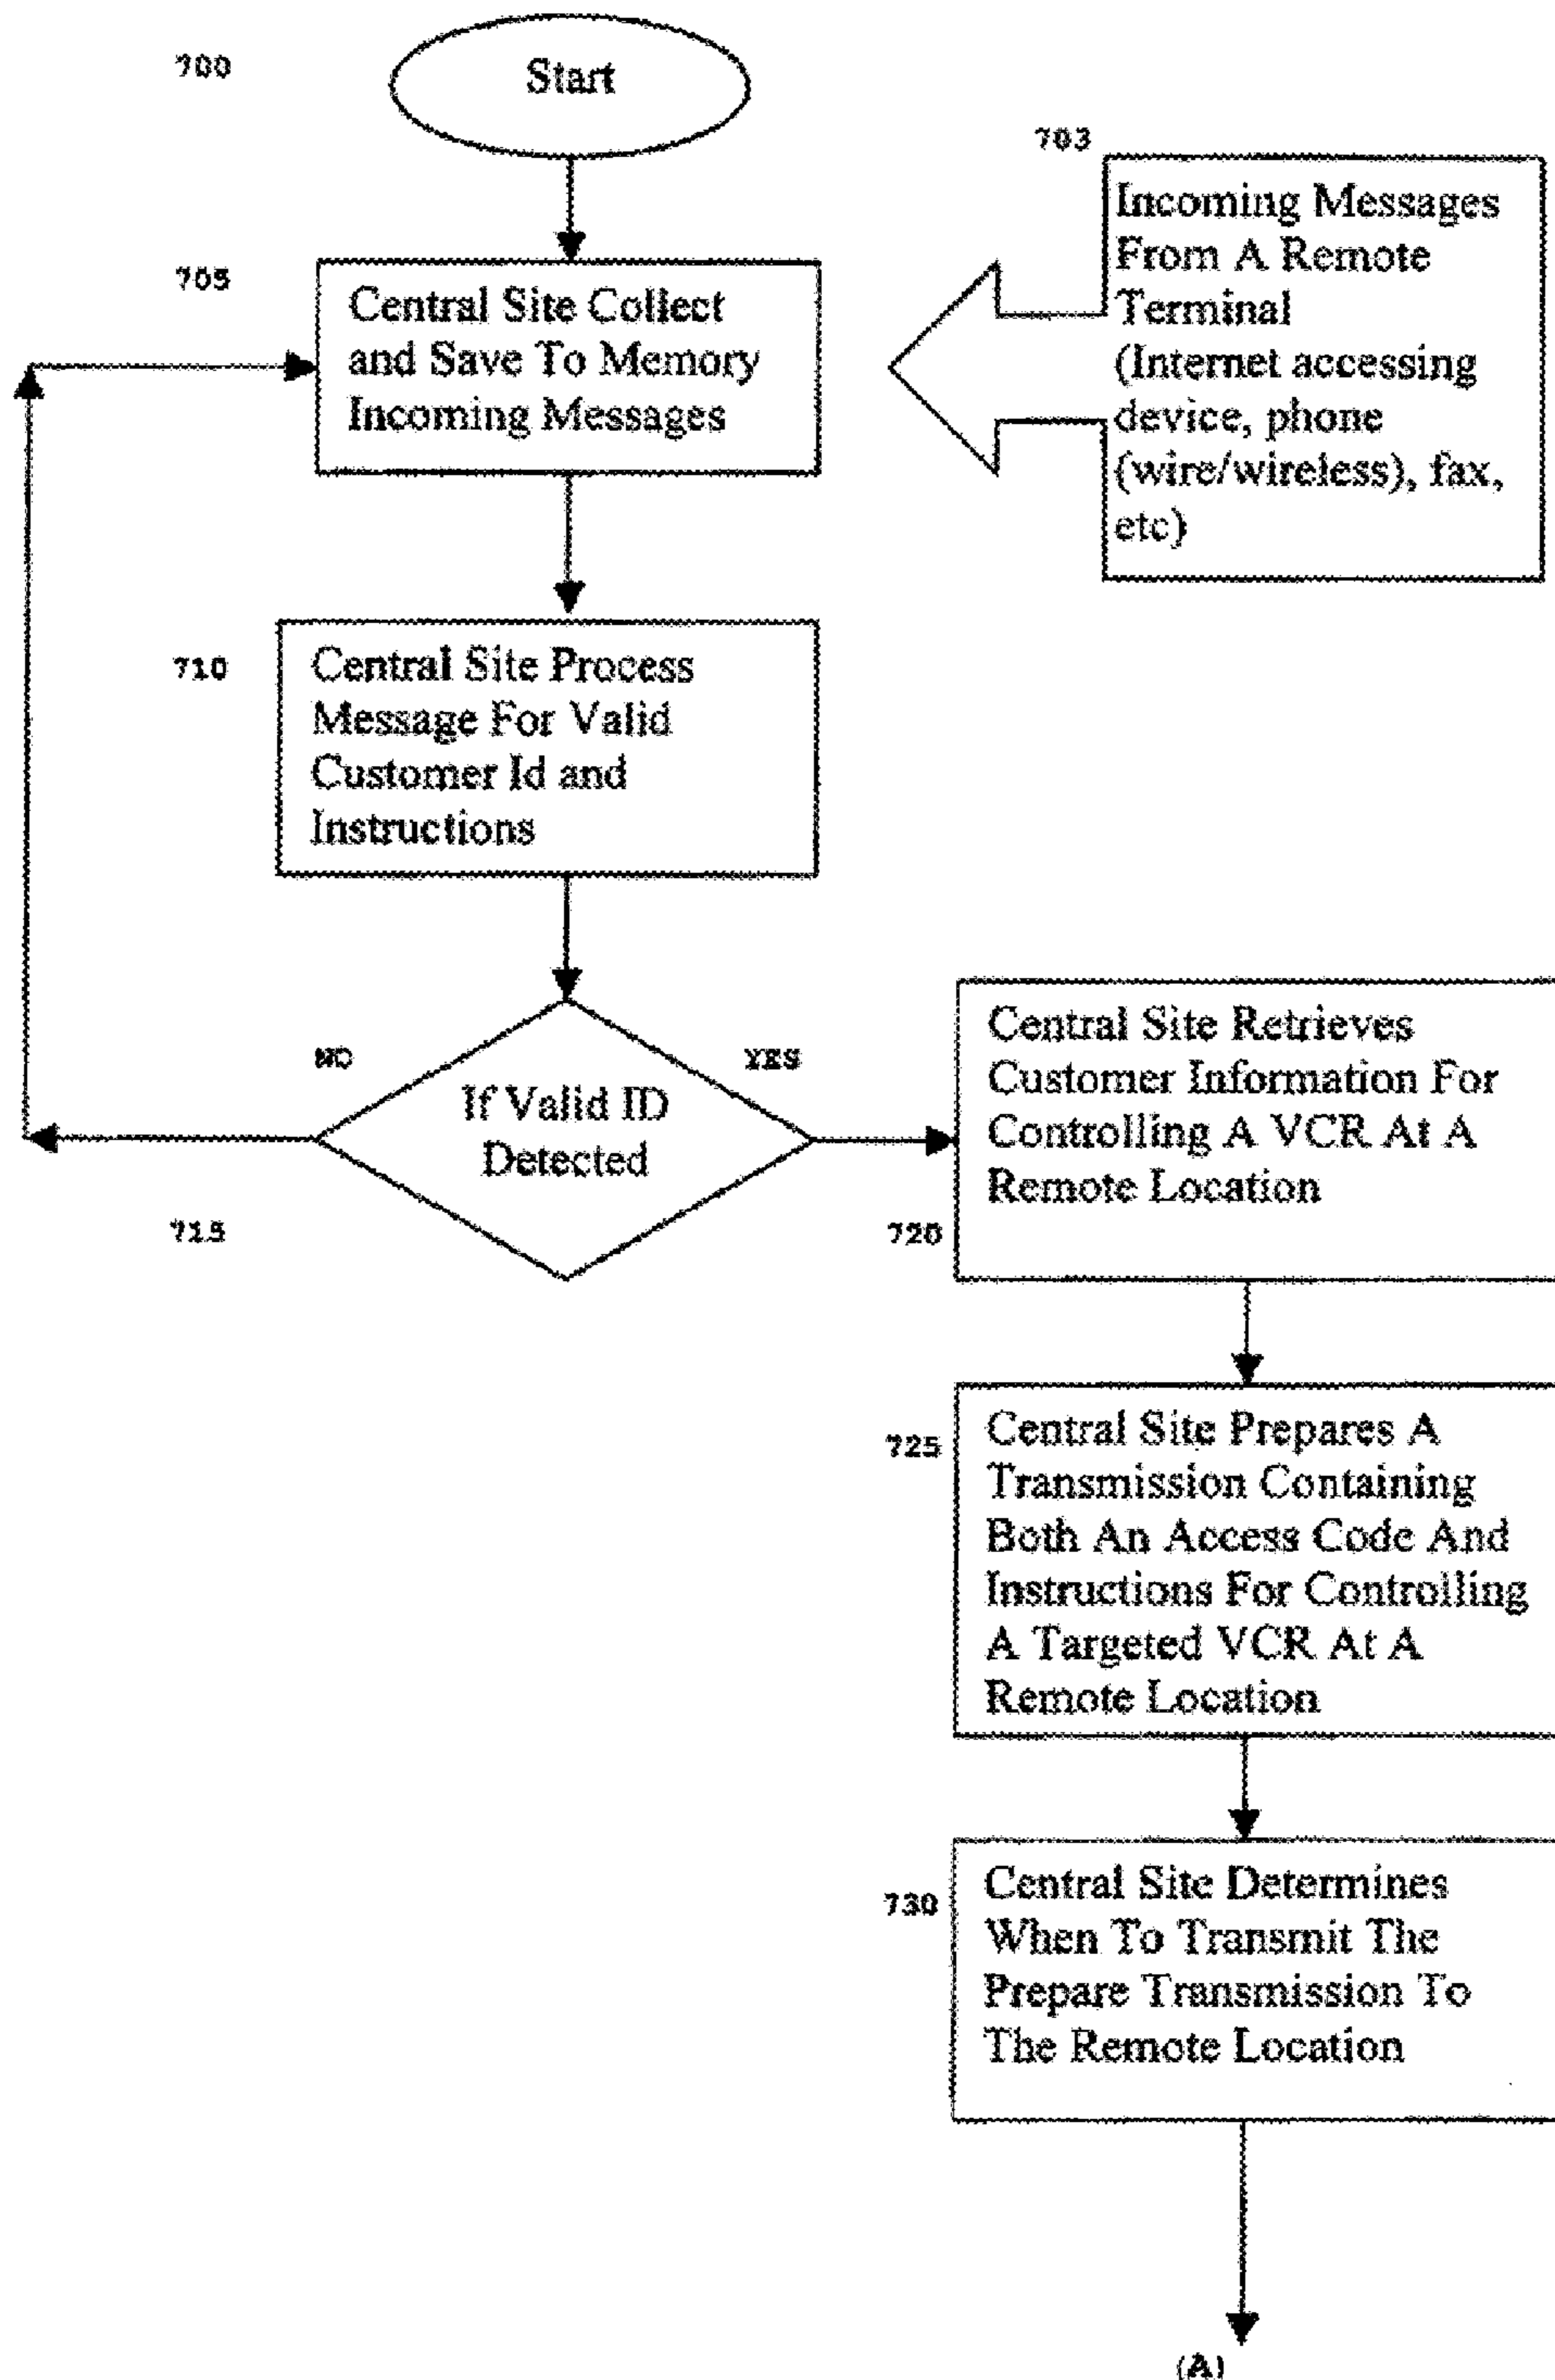 700
Start
703
Incoming Messages
From A Remote
Terminal
(Internet accessing
device, phone
(wire/wireless), fax,
etc)
705
Central Site Collect
and Save To Memory
Incoming Messages
710
Central Site Process
Message For Valid
Customer Id and
Instructions
NO
YES
If Valid ID
Detected
715
Central Site Retrieves
Customer Information For
Controlling A VCR At A
Remote Location
720
725
Central Site Prepares A
Transmission Containing
Both An Access Code And
Instructions For Controlling
A Targeted VCR At A
Remote Location
730
Central Site Determines
When To Transmit The
Prepare Transmission To
The Remote Location
(A)